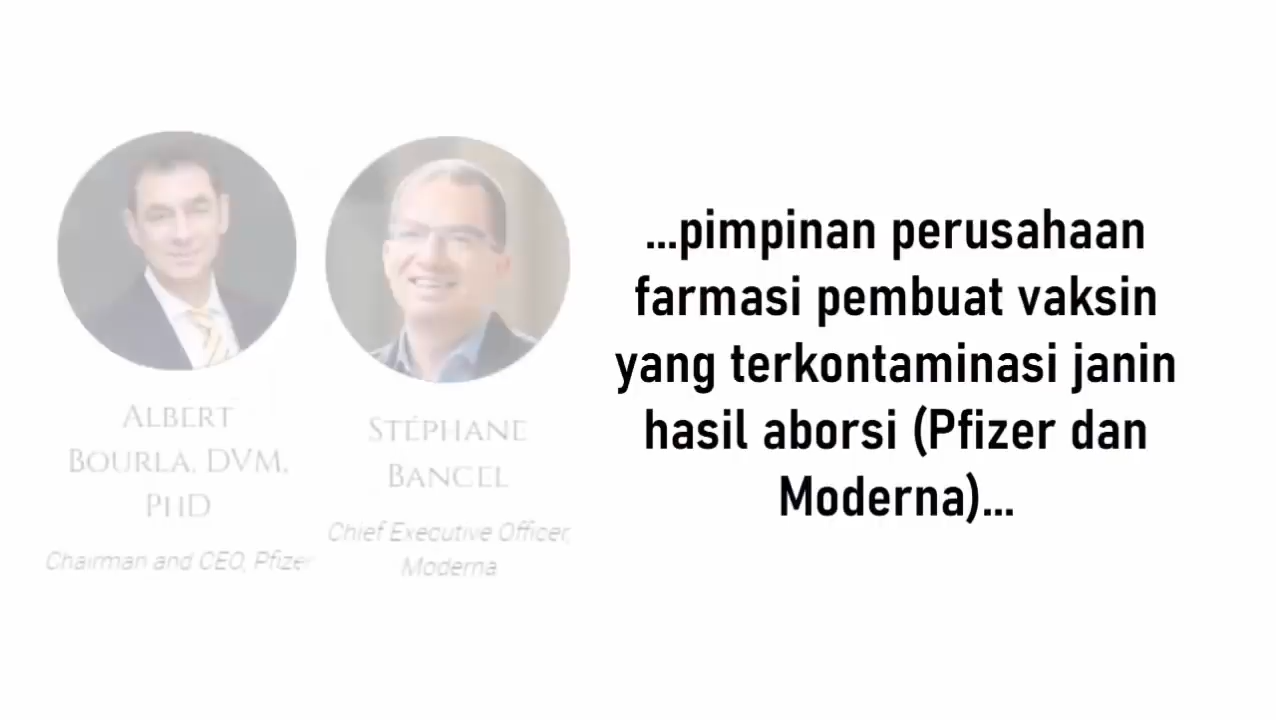 ALBERT
BOURLA, DVM,
PHD
Chairman and CEO, Pfizer
STÉPHANE
BANCEL
Chief Executive Officer,
Moderna
...pimpinan perusahaan
farmasi pembuat vaksin
yang terkontaminasi janin
hasil aborsi (Pfizer dan
Moderna)...